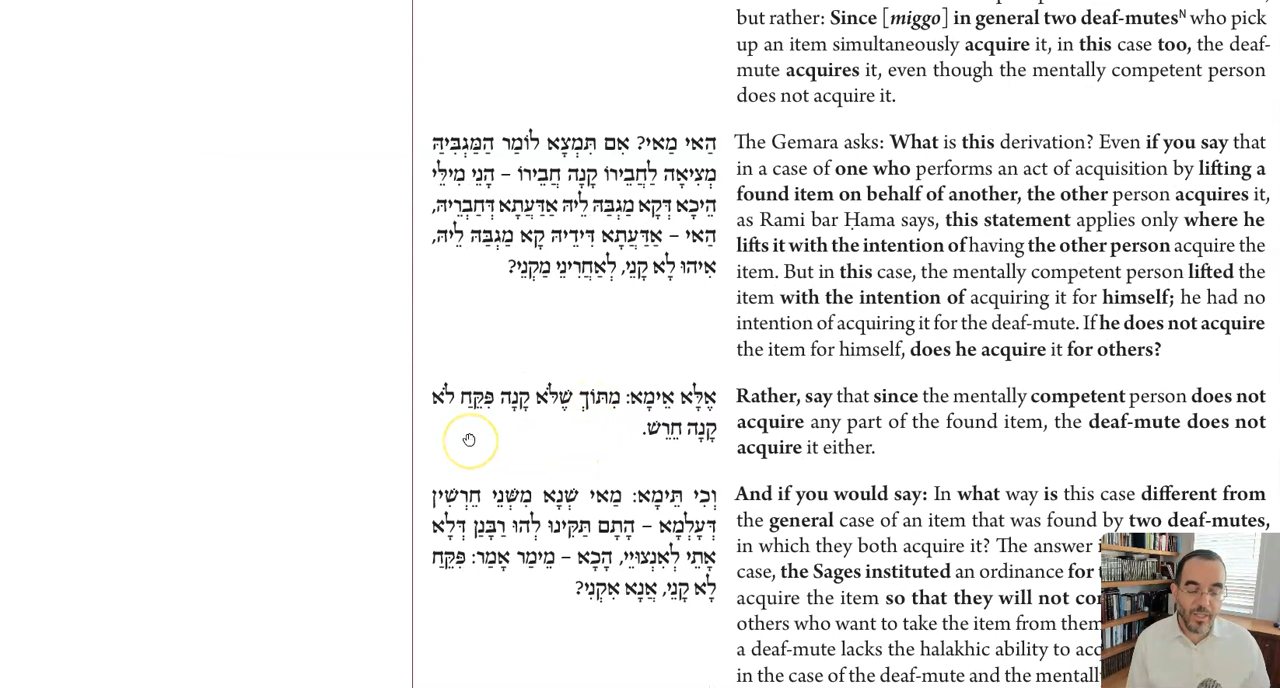 but rather: Since [miggo] in general two deaf-mutesᴺ who pick
up an item simultaneously acquire it, in this case too, the deaf-
mute acquires it, even though the mentally competent person
does not acquire it.
הַאי מַאי? אִם תִּמְצָא לוֹמַר הַמַּגְבִּיהַּ
מְצִיאָה לַחֲבֵירוֹ קָנָה חֲבֵירוֹ – הָנֵי מִילֵּי
הֵיכָא דְּקָא מַגְבַּהּ לֵיהּ אַדַּעְתָּא דְּחַבְרֵיהּ,
הַאי – אַדַּעְתָּא דִּידֵיהּ קָא מַגְבַּהּ לֵיהּ,
אִיהוּ לָא קָנֵי, לְאַחֲרִינֵי מַקְנֵי?
The Gemara asks: What is this derivation? Even if you say that
in a case of one who performs an act of acquisition by lifting a
found item on behalf of another, the other person acquires it,
as Rami bar Ḥama says, this statement applies only where he
lifts it with the intention of having the other person acquire the
item. But in this case, the mentally competent person lifted the
item with the intention of acquiring it for himself; he had no
intention of acquiring it for the deaf-mute. If he does not acquire
the item for himself, does he acquire it for others?
אֶלָּא אֵימָא: מִתּוֹךְ שֶׁלֹּא קָנָה פִּקֵּחַ לֹא
קָנָה חֵרֵשׁ.
Rather, say that since the mentally competent person does not
acquire any part of the found item, the deaf-mute does not
acquire it either.
וְכִי תֵּימָא: מַאי שְׁנָא מִשְּׁנֵי חֵרְשִׁין
דְּעָלְמָא – הָתָם תַּקִּינוּ לְהוּ רַבָּנַן דְּלָא
אָתֵי לְאִנְצוּיֵי, הָכָא – מֵימַר אָמַר: פִּקֵּחַ
לָא קָנֵי, אֲנָא אִקְנֵי?
And if you would say: In what way is this case different from
the general case of an item that was found by two deaf-mutes,
in which they both acquire it? The answer
case, the Sages instituted an ordinance for
acquire the item so that they will not
others who want to take the item from them
a deaf-mute lacks the halakhic ability to
in the case of the deaf-mute and the